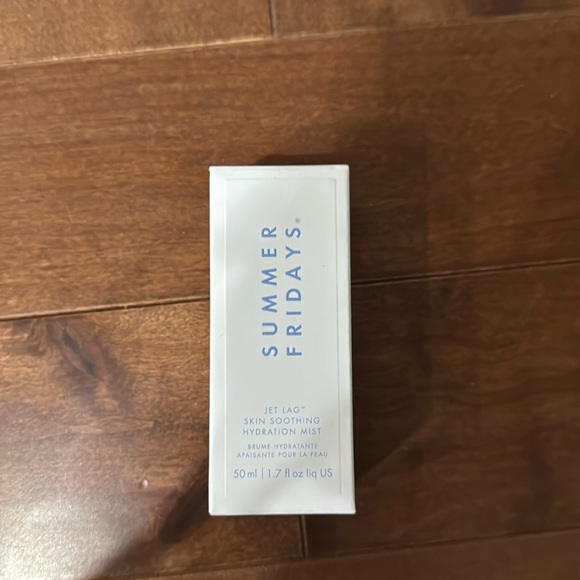 SUMMER
FRIDAYS®
JET LAG™
SKIN SOOTHING
HYDRATION MIST
BRUME HYDRATANTE
APAISANTE POUR LA PEAU
50 ml | 1.7 fl oz liq US